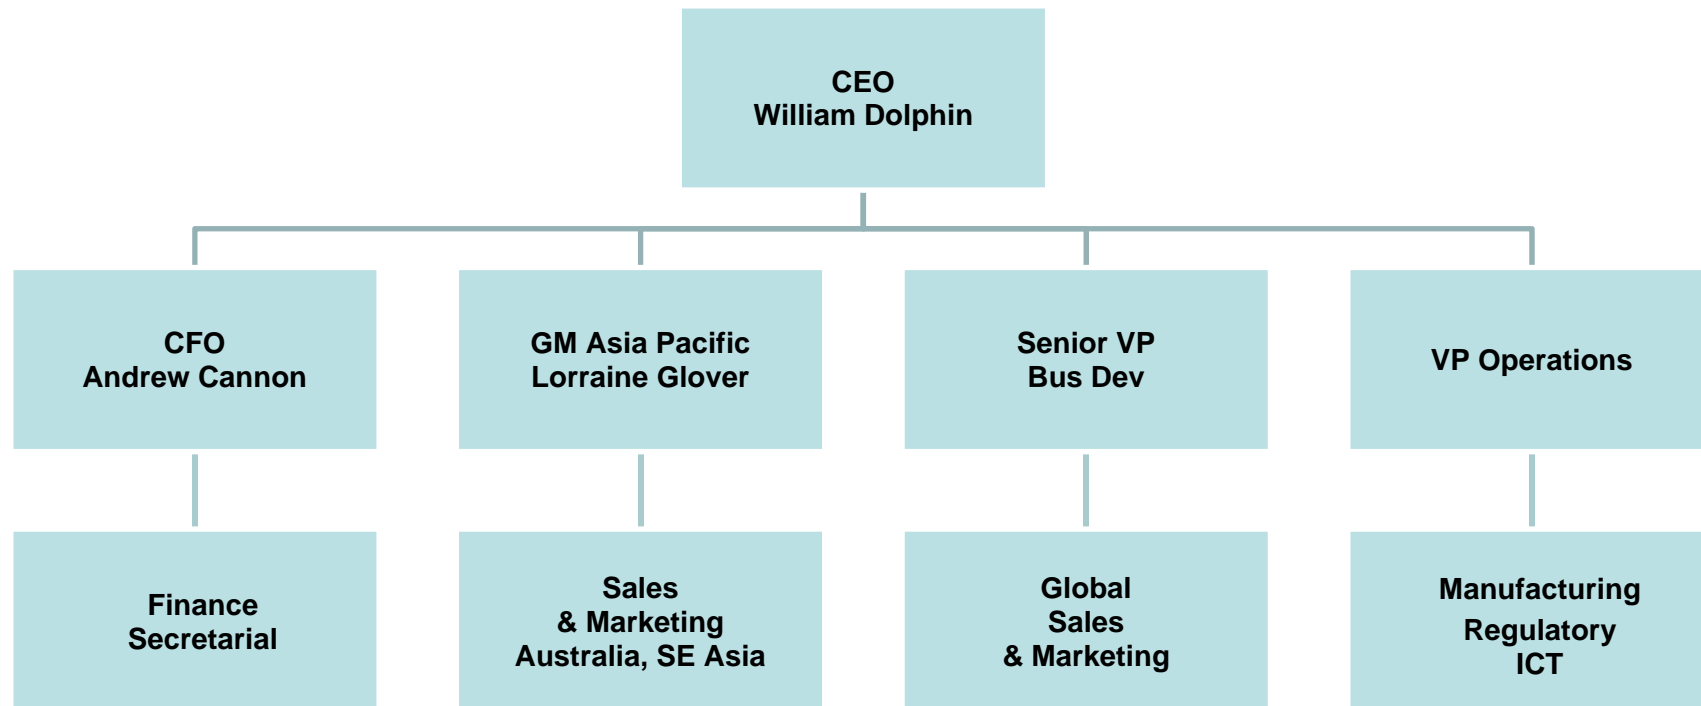 CEO
William Dolphin
CFO
Andrew Cannon
GM Asia Pacific
Lorraine Glover
Senior VP
Bus Dev
VP Operations
Finance
Secretarial
Sales
& Marketing
Australia, SE Asia
Global
Sales
& Marketing
Manufacturing
Regulatory
ICT